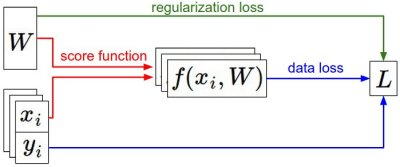 regularization loss
W
score function
f(x_i, W)
data loss
L
x_i
y_i